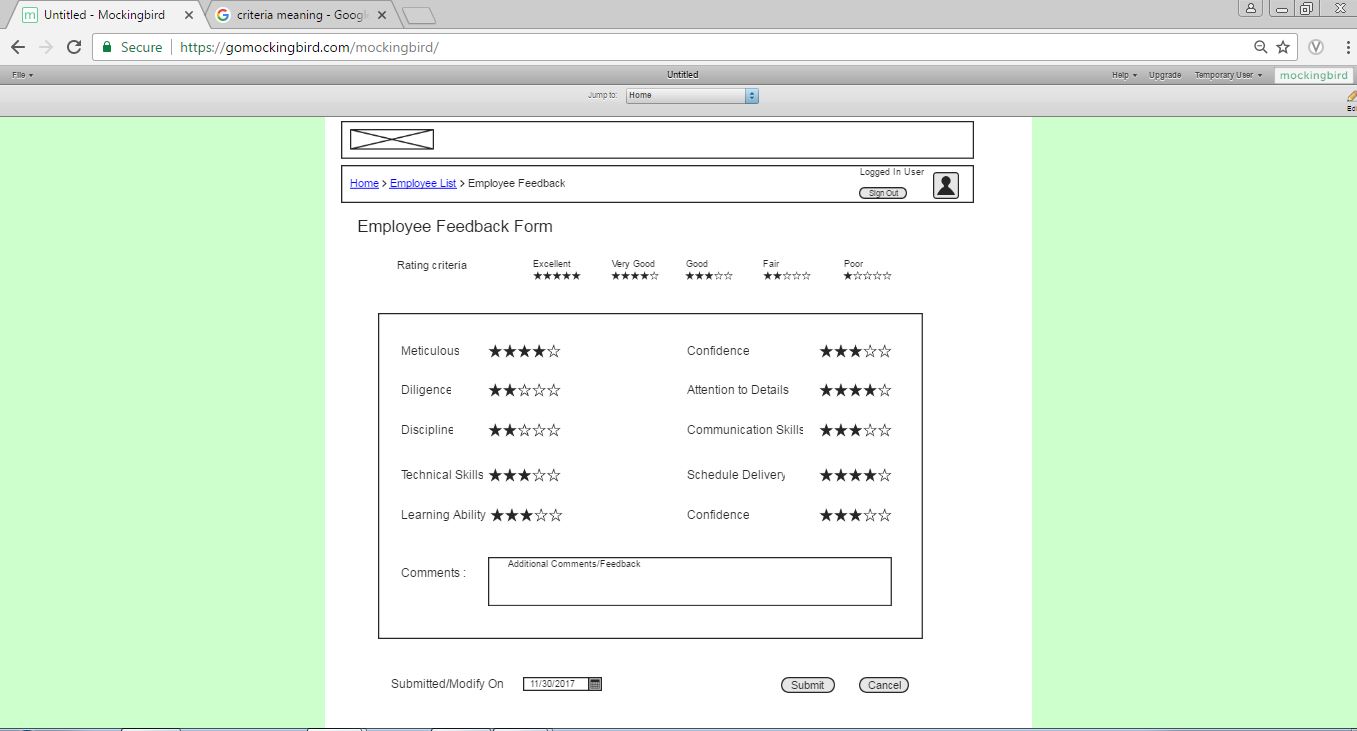 Untitled - Mockingbird
criteria meaning - Google
Secure https://gomockingbird.com/mockingbird/
File Untitled Help Upgrade Temporary User mockingbird
Jump to: Home
Edi
Logged In User
Home > Employee List > Employee Feedback
Sign Out
Employee Feedback Form
Rating criteria Excellent Very Good Good Fair Poor
★★★★★ ★★★★☆ ★★★☆☆ ★★☆☆☆ ★☆☆☆☆
Meticulous ★★★★☆ Confidence ★★★☆☆
Diligence ★★☆☆☆ Attention to Details ★★★★☆
Discipline ★★☆☆☆ Communication Skills ★★★☆☆
Technical Skills ★★★☆☆ Schedule Delivery ★★★★☆
Learning Ability ★★★☆☆ Confidence ★★★☆☆
Comments : Additional Comments/Feedback
Submitted/Modify On 11/30/2017 Submit Cancel